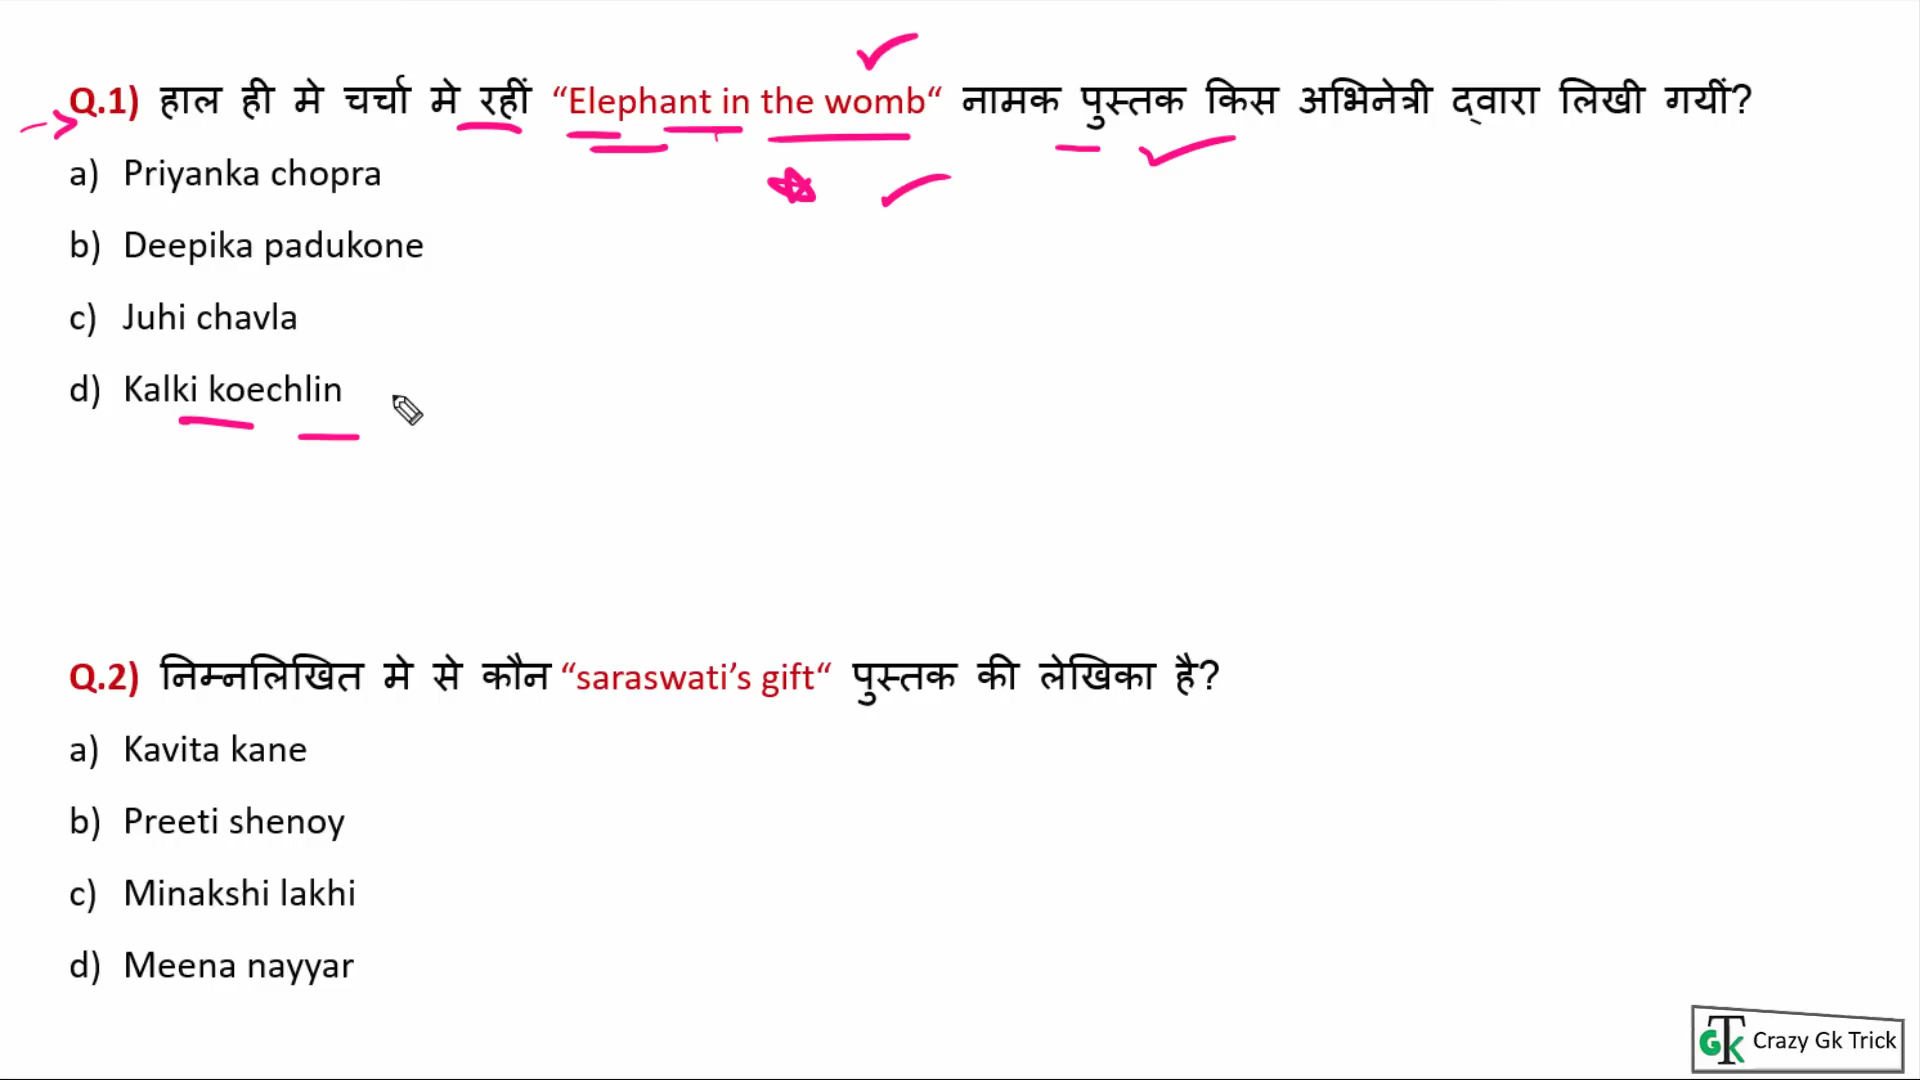 Q.1) हाल ही मे चर्चा मे रहीं “Elephant in the womb“ नामक पुस्तक किस अभिनेत्री द्वारा लिखी गयीं?
a) Priyanka chopra
b) Deepika padukone
c) Juhi chavla
d) Kalki koechlin
Q.2) निम्नलिखित मे से कौन “saraswati’s gift“ पुस्तक की लेखिका है?
a) Kavita kane
b) Preeti shenoy
c) Minakshi lakhi
d) Meena nayyar
GTK Crazy Gk Trick